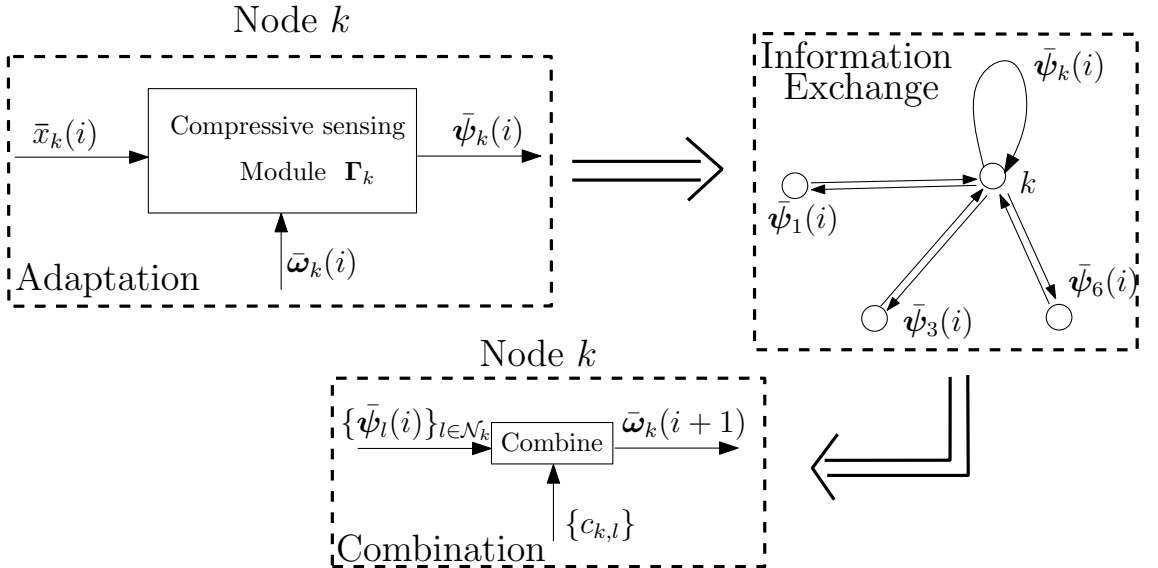 Node k
x̄_k(i)
Compressive sensing
Module Γ_k
ψ̄_k(i)
ω̄_k(i)
Adaptation
Information
Exchange
ψ̄_k(i)
k
ψ̄_1(i)
ψ̄_3(i)
ψ̄_6(i)
Node k
{ψ̄_l(i)}_{l∈𝒩_k}
Combine
ω̄_k(i + 1)
{c_{k,l}}
Combination